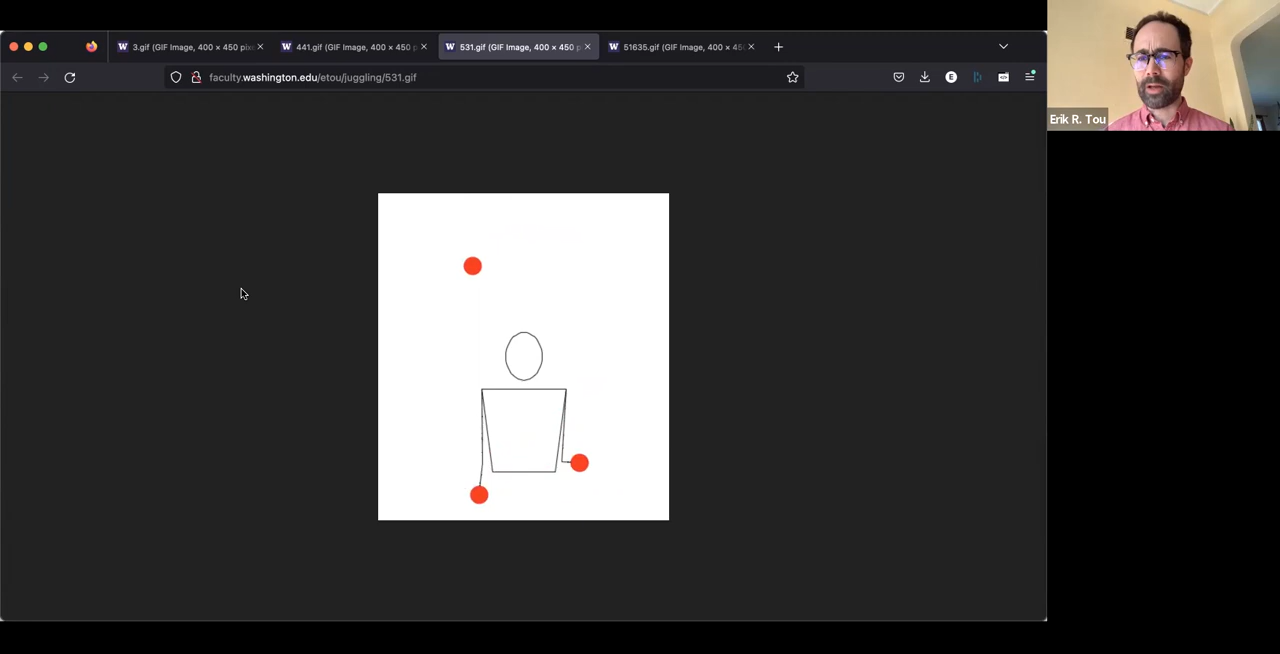 W 3.gif (GIF Image, 400 × 450 pixe
W 441.gif (GIF Image, 400 × 450 p
W 531.gif (GIF Image, 400 × 450 p
W 51635.gif (GIF Image, 400 × 45
faculty.washington.edu/etou/juggling/531.gif
E
Erik R. Tou